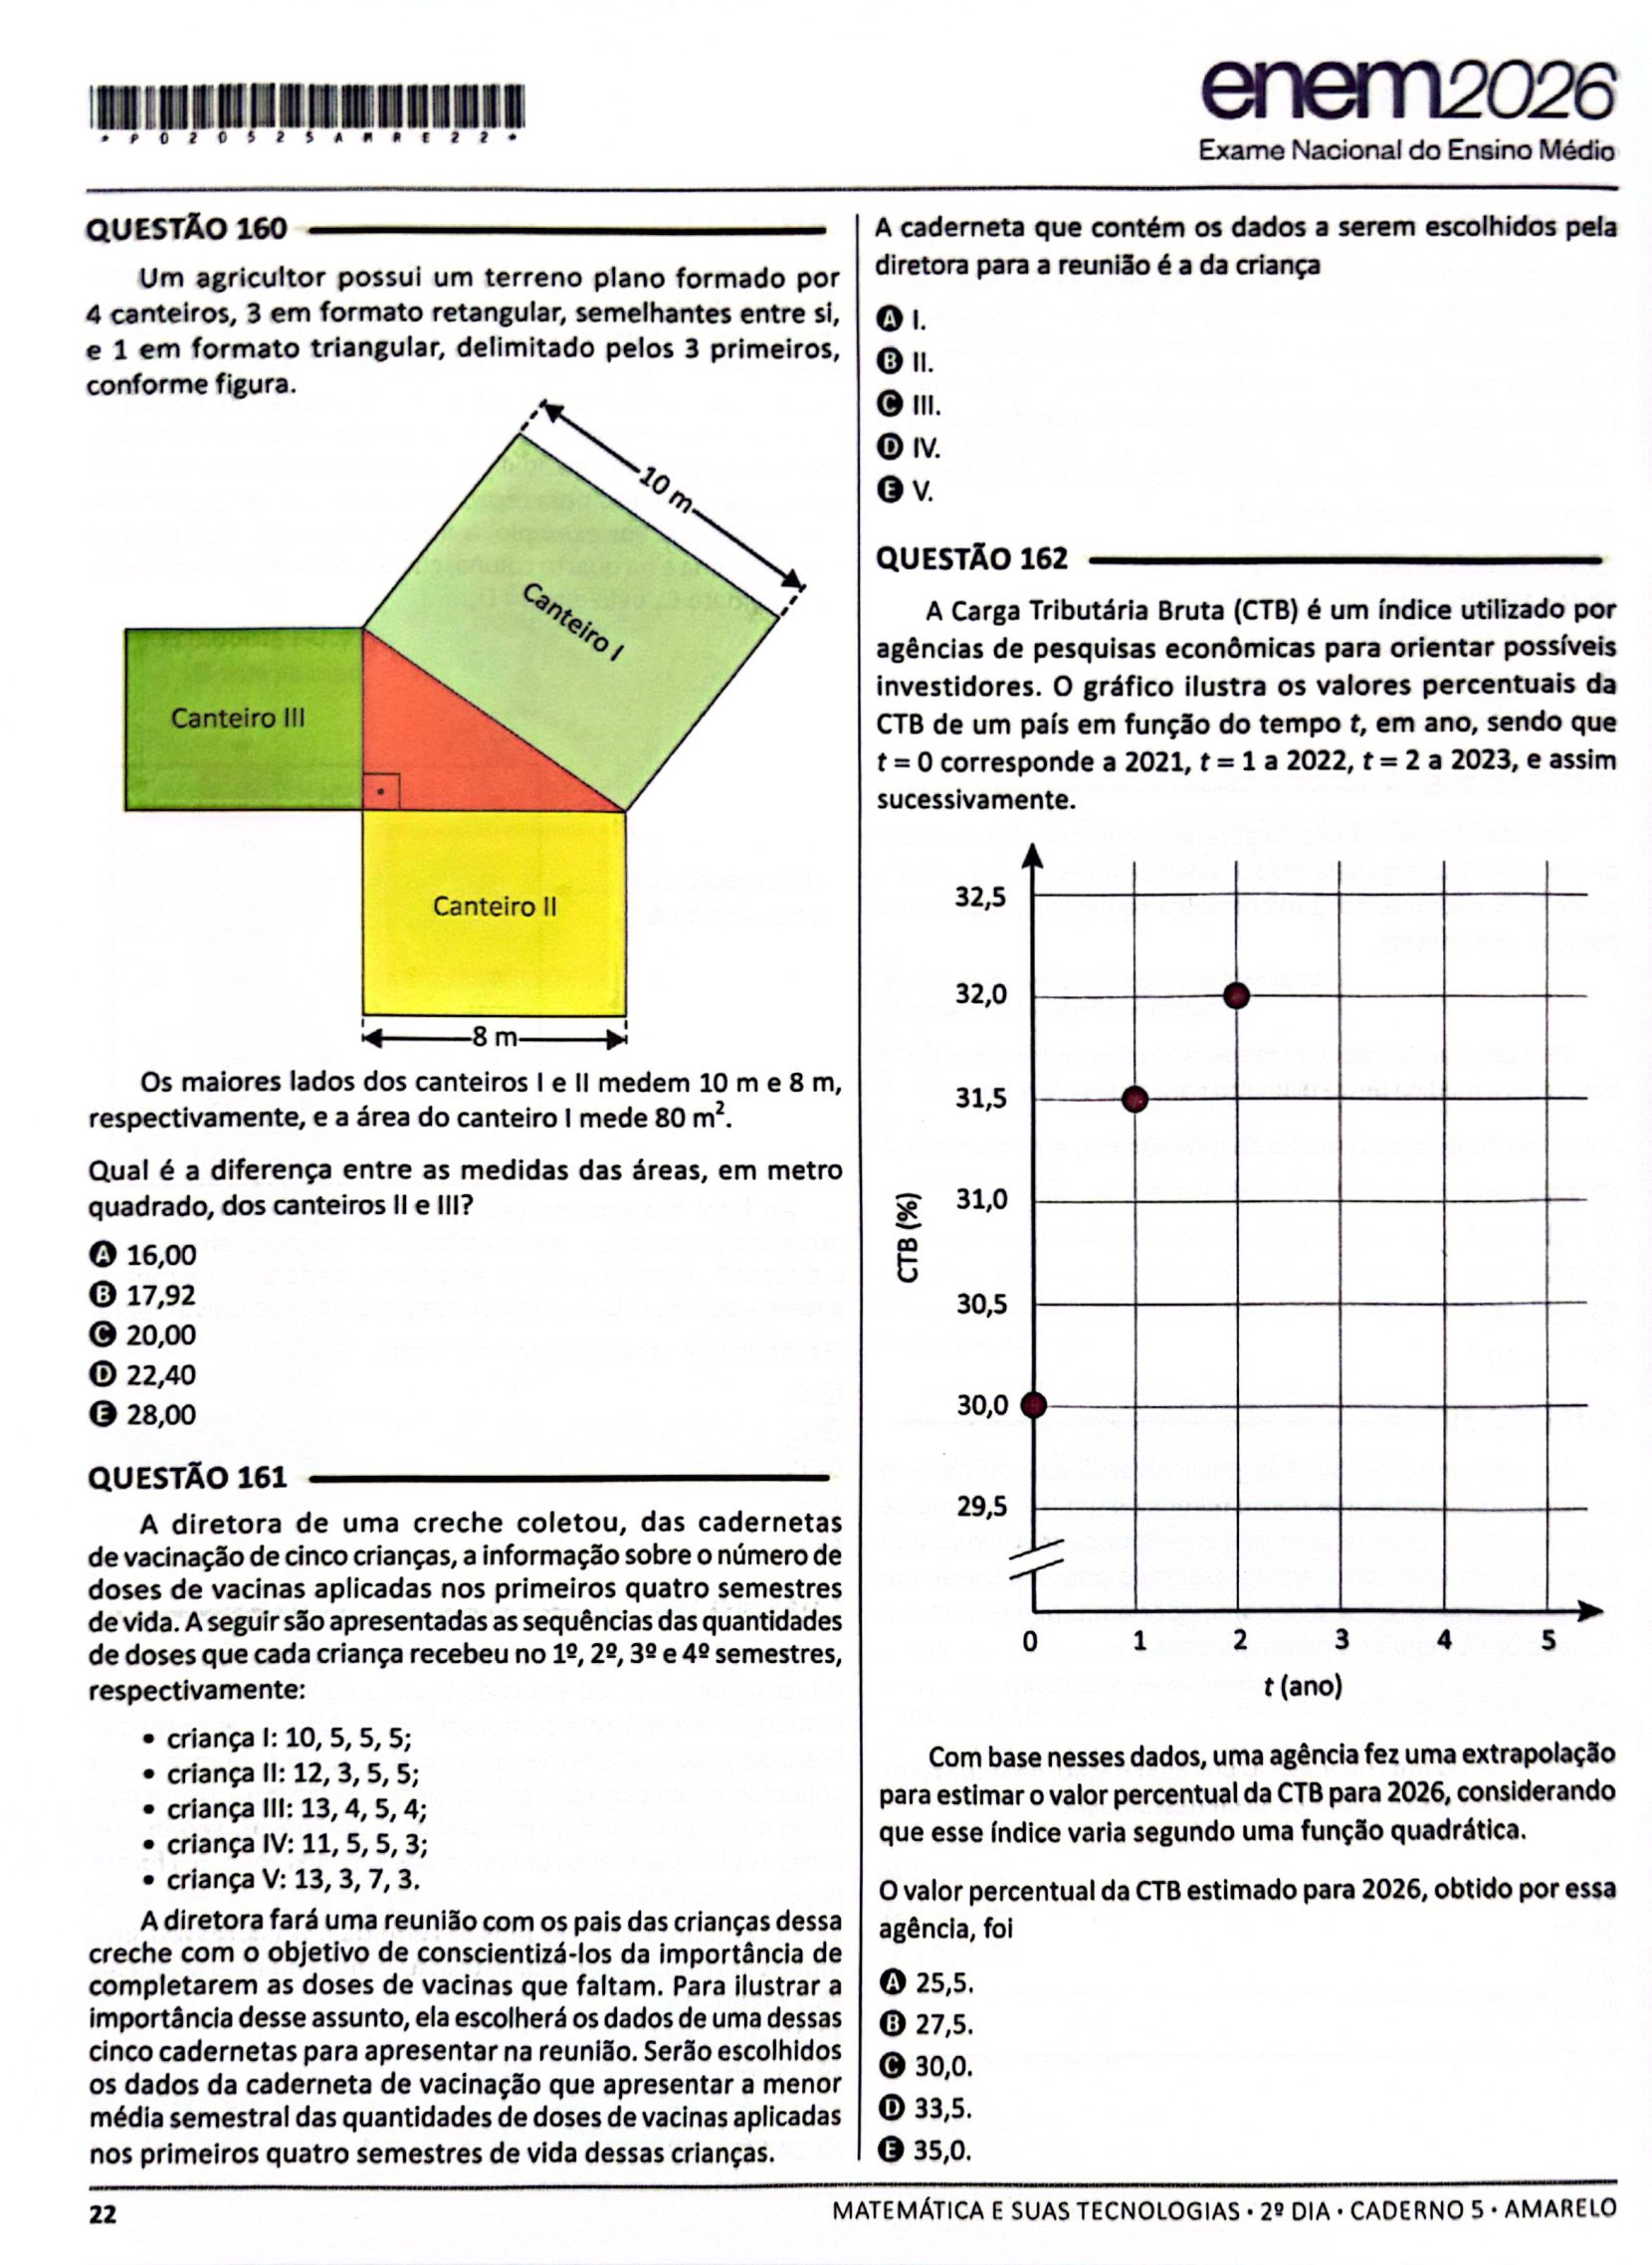 *P020525AMRE22*
enem2026
Exame Nacional do Ensino Médio
QUESTÃO 160
Um agricultor possui um terreno plano formado por
4 canteiros, 3 em formato retangular, semelhantes entre si,
e 1 em formato triangular, delimitado pelos 3 primeiros,
conforme figura.
10 m
Canteiro I
Canteiro III
Canteiro II
8 m
Os maiores lados dos canteiros I e II medem 10 m e 8 m,
respectivamente, e a área do canteiro I mede 80 m².
Qual é a diferença entre as medidas das áreas, em metro
quadrado, dos canteiros II e III?
A 16,00
B 17,92
C 20,00
D 22,40
E 28,00
QUESTÃO 161
A diretora de uma creche coletou, das cadernetas
de vacinação de cinco crianças, a informação sobre o número de
doses de vacinas aplicadas nos primeiros quatro semestres
de vida. A seguir são apresentadas as sequências das quantidades
de doses que cada criança recebeu no 1º, 2º, 3º e 4º semestres,
respectivamente:
• criança I: 10, 5, 5, 5;
• criança II: 12, 3, 5, 5;
• criança III: 13, 4, 5, 4;
• criança IV: 11, 5, 5, 3;
• criança V: 13, 3, 7, 3.
A diretora fará uma reunião com os pais das crianças dessa
creche com o objetivo de conscientizá-los da importância de
completarem as doses de vacinas que faltam. Para ilustrar a
importância desse assunto, ela escolherá os dados de uma dessas
cinco cadernetas para apresentar na reunião. Serão escolhidos
os dados da caderneta de vacinação que apresentar a menor
média semestral das quantidades de doses de vacinas aplicadas
nos primeiros quatro semestres de vida dessas crianças.
A caderneta que contém os dados a serem escolhidos pela
diretora para a reunião é a da criança
A I.
B II.
C III.
D IV.
E V.
QUESTÃO 162
A Carga Tributária Bruta (CTB) é um índice utilizado por
agências de pesquisas econômicas para orientar possíveis
investidores. O gráfico ilustra os valores percentuais da
CTB de um país em função do tempo t, em ano, sendo que
t = 0 corresponde a 2021, t = 1 a 2022, t = 2 a 2023, e assim
sucessivamente.
32,5
32,0
31,5
31,0
30,5
30,0
29,5
CTB (%)
0 1 2 3 4 5
t (ano)
Com base nesses dados, uma agência fez uma extrapolação
para estimar o valor percentual da CTB para 2026, considerando
que esse índice varia segundo uma função quadrática.
O valor percentual da CTB estimado para 2026, obtido por essa
agência, foi
A 25,5.
B 27,5.
C 30,0.
D 33,5.
E 35,0.
22
MATEMÁTICA E SUAS TECNOLOGIAS • 2º DIA • CADERNO 5 • AMARELO